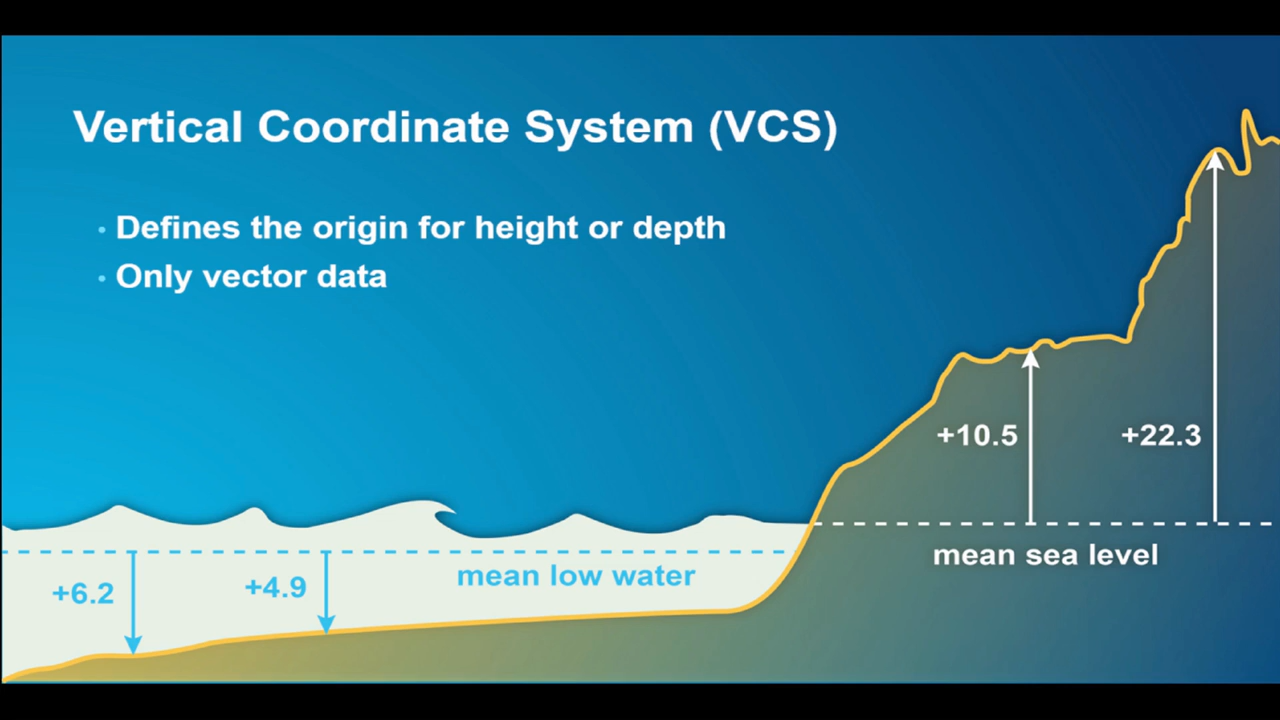 Vertical Coordinate System (VCS)
• Defines the origin for height or depth
• Only vector data
+10.5
+22.3
mean sea level
+6.2
+4.9
mean low water